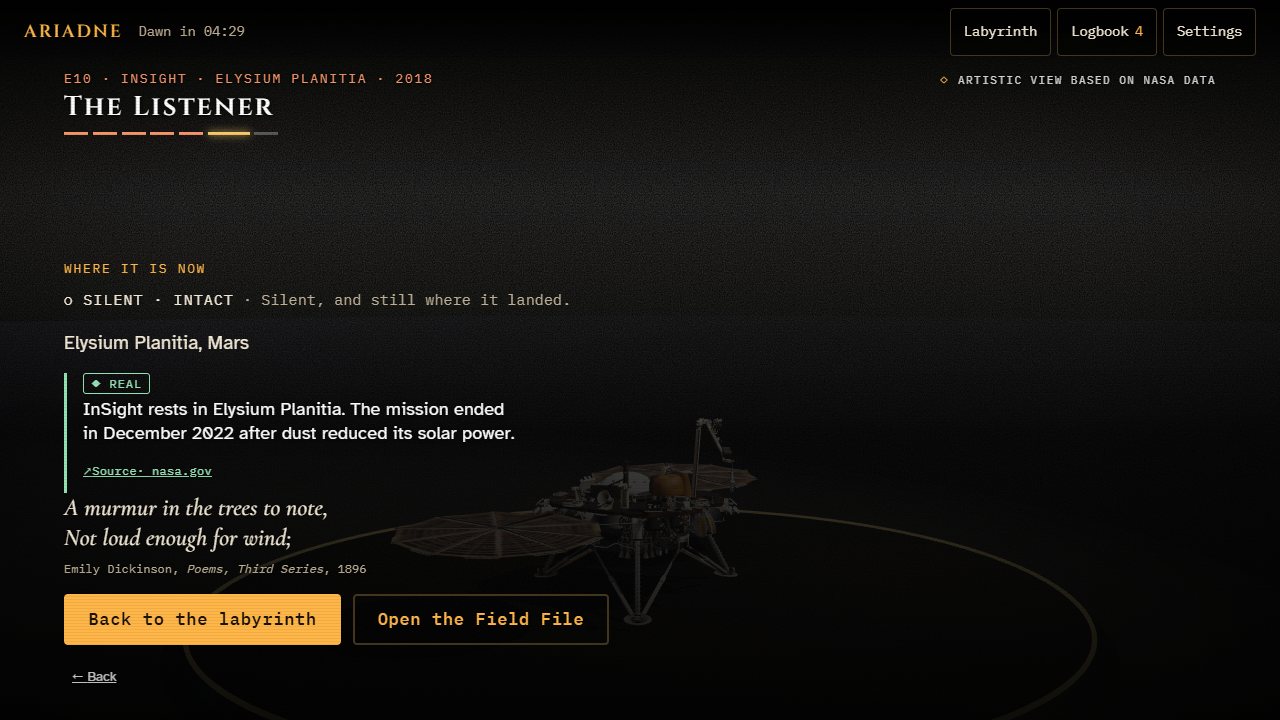 ARIADNE Dawn in 04:29 Labyrinth Logbook 4 Settings
E10 · INSIGHT · ELYSIUM PLANITIA · 2018
◇ ARTISTIC VIEW BASED ON NASA DATA
The Listener
WHERE IT IS NOW
○ SILENT · INTACT · Silent, and still where it landed.
Elysium Planitia, Mars
◆ REAL
InSight rests in Elysium Planitia. The mission ended
in December 2022 after dust reduced its solar power.
↗Source· nasa.gov
A murmur in the trees to note,
Not loud enough for wind;
Emily Dickinson, Poems, Third Series, 1896
Back to the labyrinth Open the Field File
← Back